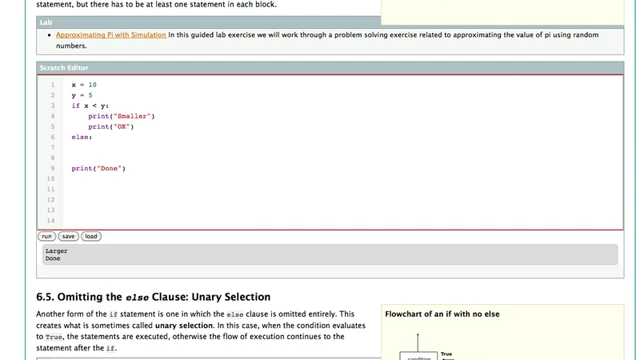 statement, but there has to be at least one statement in each block.
Lab
• Approximating Pi with Simulation In this guided lab exercise we will work through a problem solving exercise related to approximating the value of pi using random
numbers.
Scratch Editor
1 x = 10
2 y = 5
3 if x < y:
4 print("Smaller")
5 print("OK")
6 else:
7
8
9 print("Done")
10
11
12
13
14
run save load
Larger
Done
6.5. Omitting the else Clause: Unary Selection
Another form of the if statement is one in which the else clause is omitted entirely. This
creates what is sometimes called unary selection. In this case, when the condition evaluates
to True, the statements are executed, otherwise the flow of execution continues to the
statement after the if.
Flowchart of an if with no else
True
condition